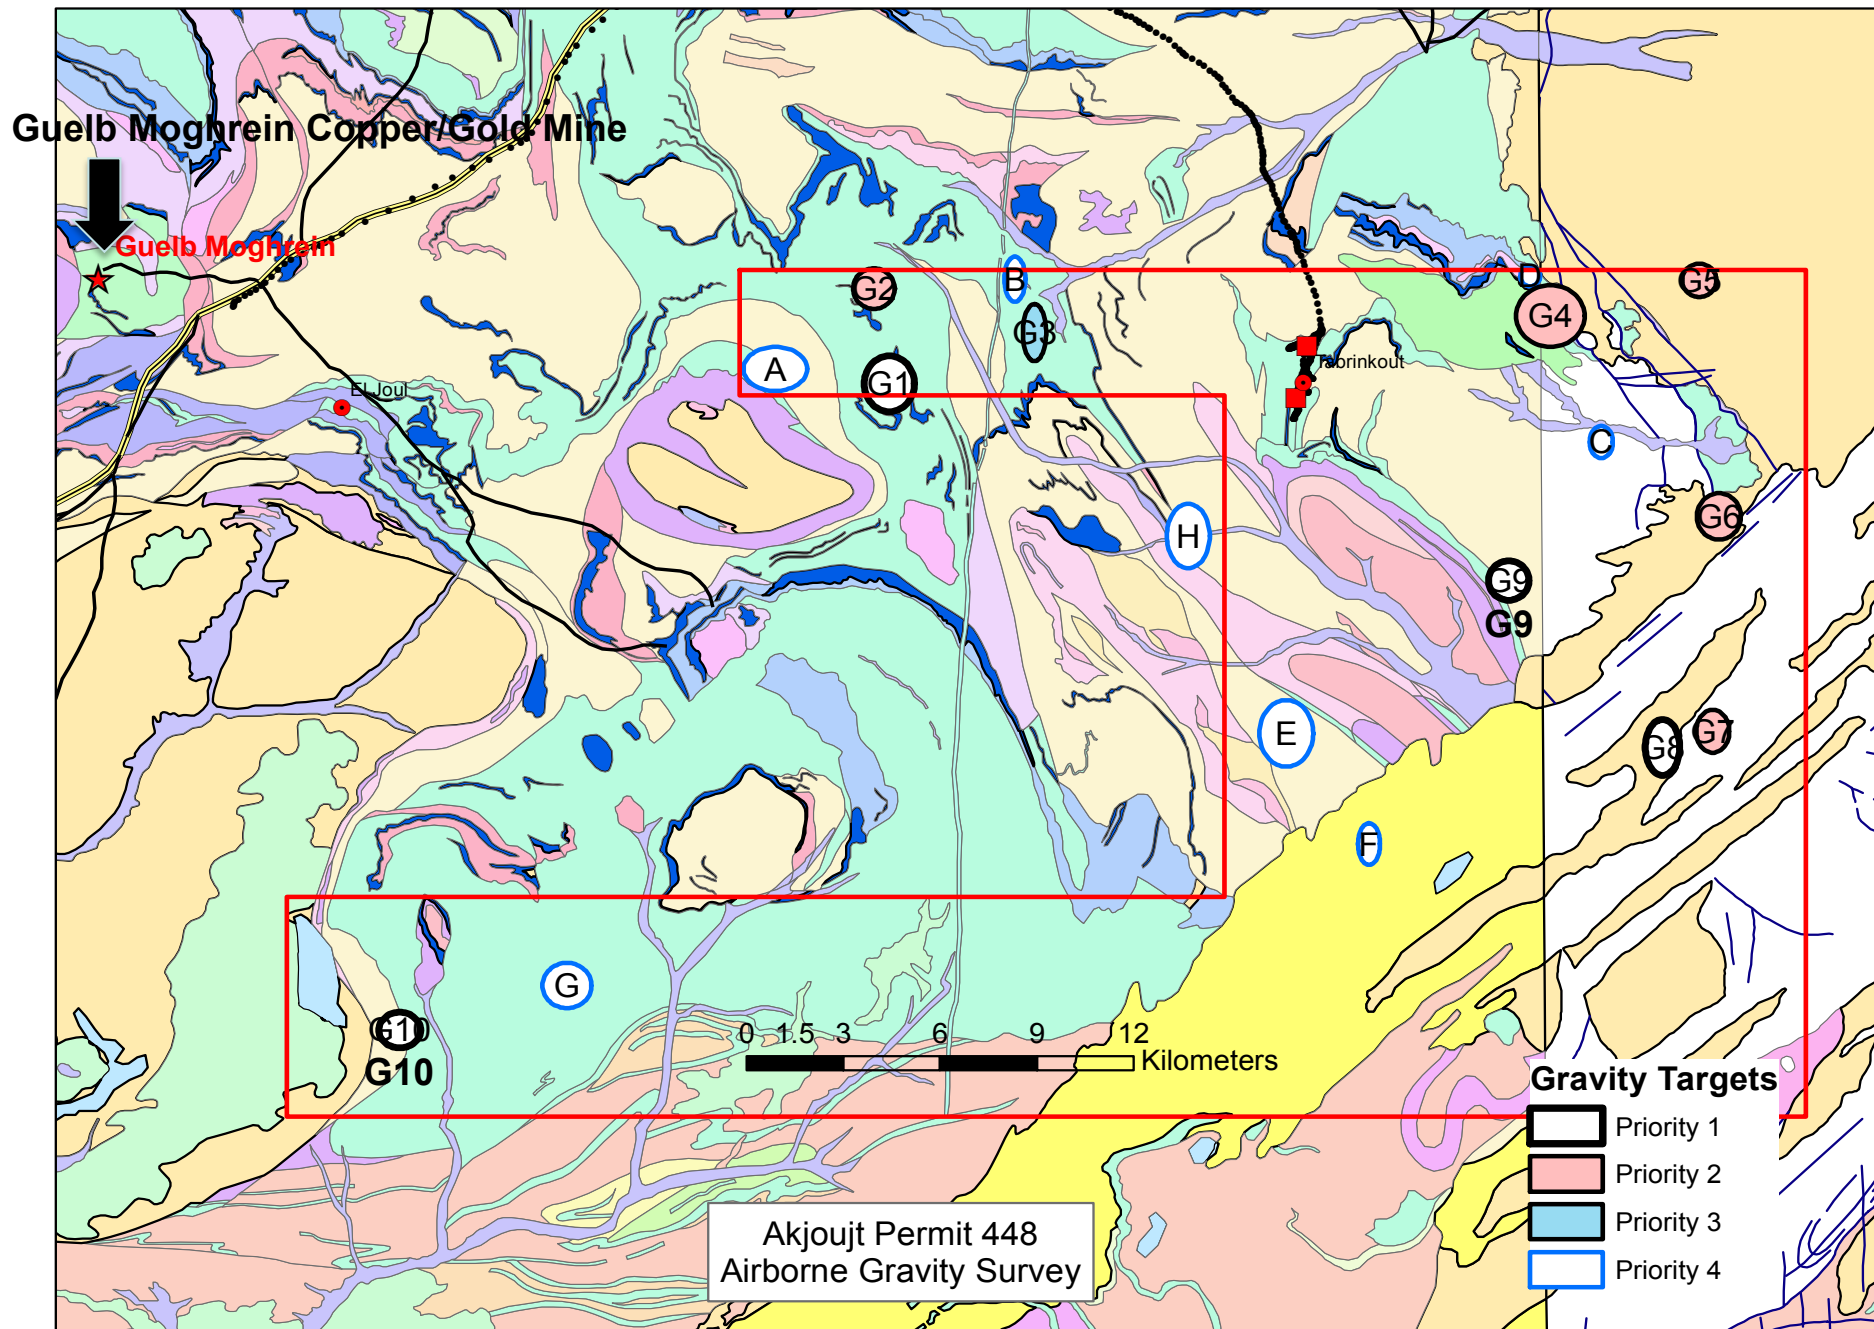 Guelb Moghrein Copper/Gold Mine
Guelb Moghrein
B
D
G5
G2
G4
G3
Tabrinkout
A
G1
El Joul
C
G6
H
G9
G9
E
G7
G8
F
G
G10
G10
0 1.5 3 6 9 12
Kilometers
Gravity Targets
Priority 1
Priority 2
Priority 3
Priority 4
Akjoujt Permit 448
Airborne Gravity Survey